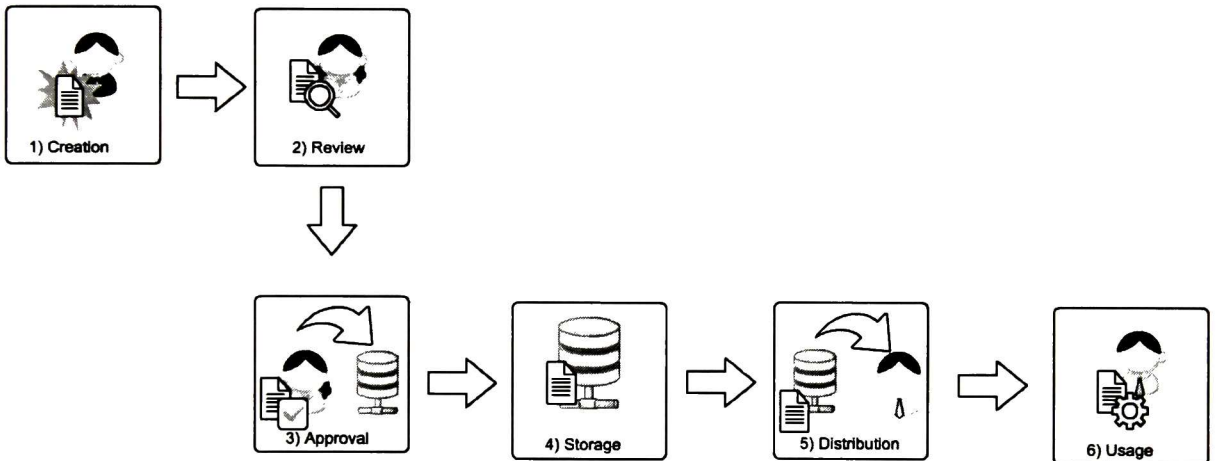 1) Creation
2) Review
3) Approval
4) Storage
5) Distribution
6) Usage